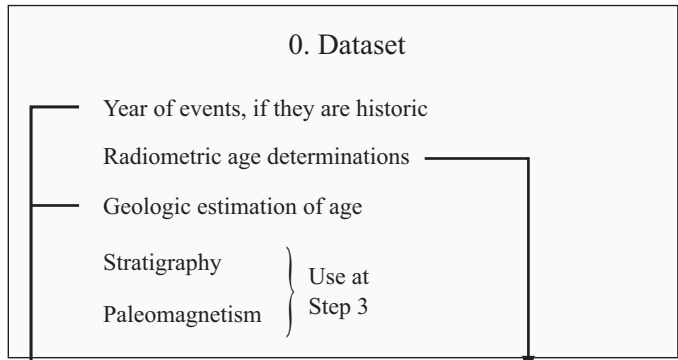 0. Dataset
Year of events, if they are historic
Radiometric age determinations
Geologic estimation of age
Stratigraphy
Paleomagnetism
Use at
Step 3